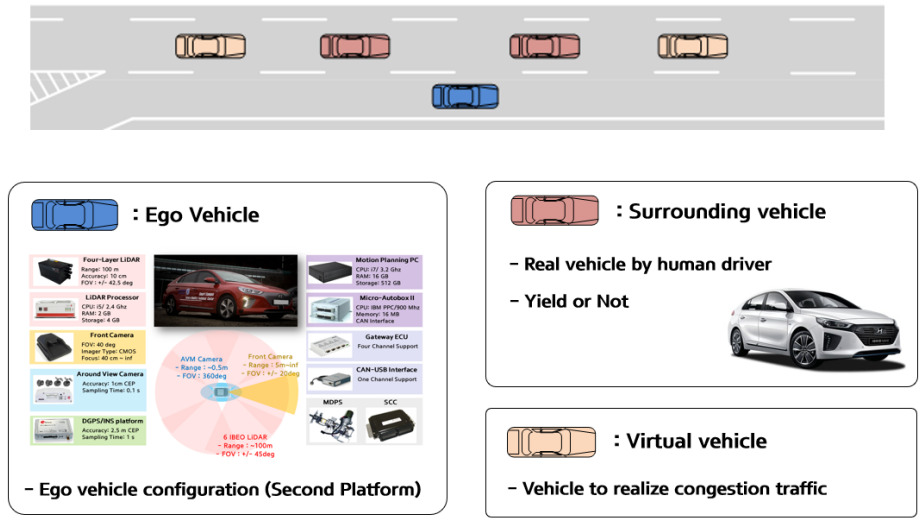 : Ego Vehicle
Four-Layer LiDAR
Range: 100 m
Accuracy: 10 cm
FOV : +/- 42.5 deg
LiDAR Processor
CPU: i5/ 2.4 Ghz
RAM: 2 GB
Storage: 4 GB
Front Camera
FOV: 40 deg
Imager Type: CMOS
Focus: 40 cm ~ inf
Around View Camera
Accuracy: 1cm CEP
Sampling Time: 0.1 s
DGPS/INS platform
Accuracy: 2.5 m CEP
Sampling Time: 1 s
AVM Camera
- Range : ~0.5m
- FOV : 360deg
Front Camera
- Range : 5m~inf
- FOV : +/- 20deg
6 IBEO LiDAR
- Range : ~100m
- FOV : +/- 45deg
Motion Planning PC
CPU: i7/ 3.2 Ghz
RAM: 16 GB
Storage: 512 GB
Micro-Autobox II
CPU: IBM PPC/900 Mhz
Memory: 16 MB
CAN Interface
Gateway ECU
Four Channel Support
CAN-USB Interface
One Channel Support
MDPS
SCC
- Ego vehicle configuration (Second Platform)
: Surrounding vehicle
- Real vehicle by human driver
- Yield or Not
: Virtual vehicle
- Vehicle to realize congestion traffic